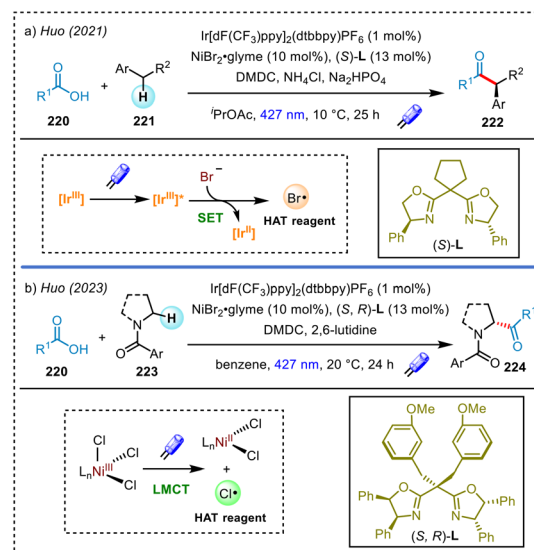 a) Huo (2021)
Ir[dF(CF3)ppy]2(dtbbpy)PF6 (1 mol%)
NiBr2•glyme (10 mol%), (S)-L (13 mol%)
DMDC, NH4Cl, Na2HPO4
iPrOAc, 427 nm, 10 °C, 25 h
R1 O OH
220
+
Ar R2 H
221
O R1 R2 Ar
222
[IrIII]
[IrIII]*
Br−
SET
[IrII]
Br•
HAT reagent
O O
N N
Ph Ph
(S)-L
b) Huo (2023)
Ir[dF(CF3)ppy]2(dtbbpy)PF6 (1 mol%)
NiBr2•glyme (10 mol%), (S, R)-L (13 mol%)
DMDC, 2,6-lutidine
benzene, 427 nm, 20 °C, 24 h
R1 O OH
220
+
N H O Ar
223
N R1 O Ar O
224
LnNiIII Cl Cl Cl
LMCT
LnNiII Cl Cl
+
Cl•
HAT reagent
OMe OMe
Ph O O Ph
N N
Ph Ph
(S, R)-L